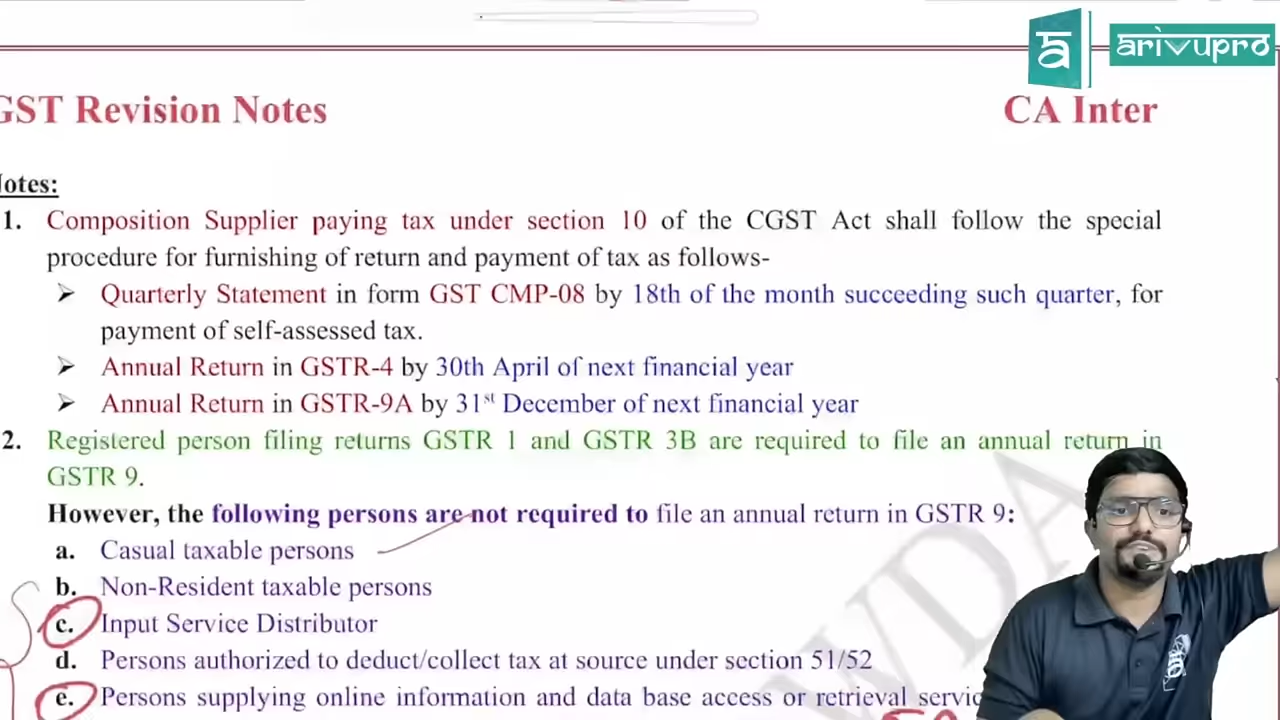 arivupro
GST Revision Notes
CA Inter
Notes:
1. Composition Supplier paying tax under section 10 of the CGST Act shall follow the special
procedure for furnishing of return and payment of tax as follows-
➢ Quarterly Statement in form GST CMP-08 by 18th of the month succeeding such quarter, for
payment of self-assessed tax.
➢ Annual Return in GSTR-4 by 30th April of next financial year
➢ Annual Return in GSTR-9A by 31st December of next financial year
2. Registered person filing returns GSTR 1 and GSTR 3B are required to file an annual return in
GSTR 9.
However, the following persons are not required to file an annual return in GSTR 9:
a. Casual taxable persons
b. Non-Resident taxable persons
c. Input Service Distributor
d. Persons authorized to deduct/collect tax at source under section 51/52
e. Persons supplying online information and data base access or retrieval